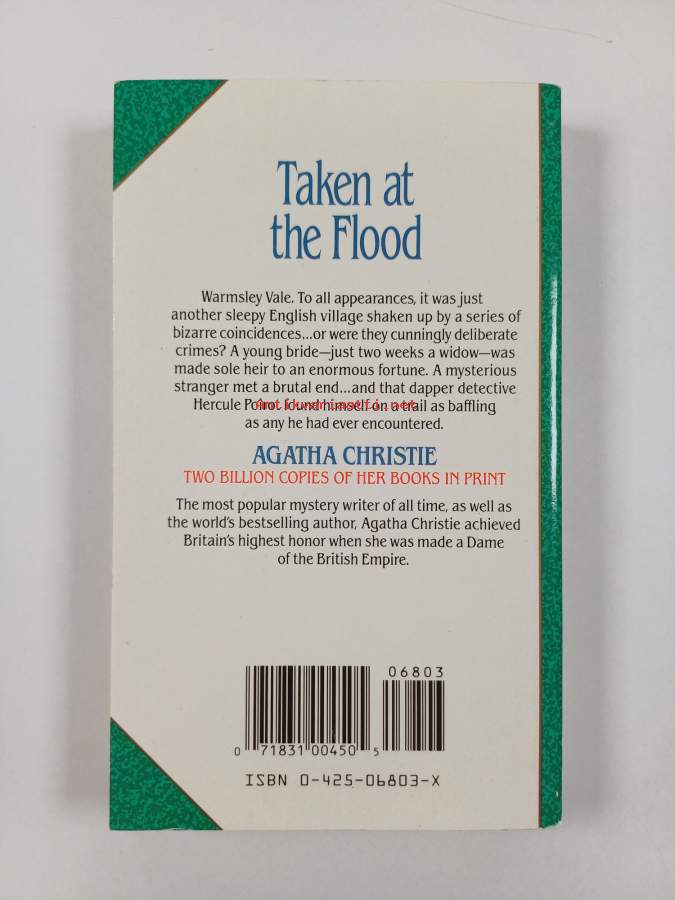 Taken at
the Flood
Warmsley Vale. To all appearances, it was just
another sleepy English village shaken up by a series of
bizarre coincidences...or were they cunningly deliberate
crimes? A young bride—just two weeks a widow—was
made sole heir to an enormous fortune. A mysterious
stranger met a brutal end...and that dapper detective
Hercule Poirot found himself on a trail as baffling
as any he had ever encountered.
AGATHA CHRISTIE
TWO BILLION COPIES OF HER BOOKS IN PRINT
The most popular mystery writer of all time, as well as
the world's bestselling author, Agatha Christie achieved
Britain's highest honor when she was made a Dame
of the British Empire.
06803
0 71831 00450 5
ISBN 0-425-06803-X